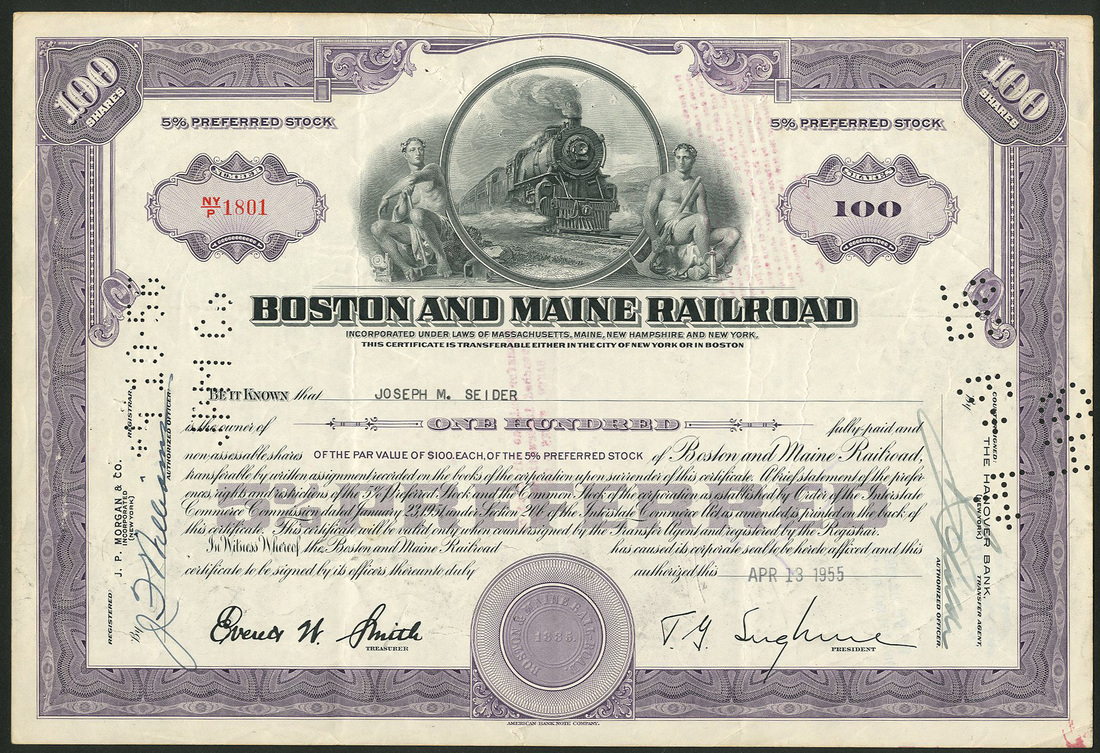 100 SHARES
100 SHARES
5% PREFERRED STOCK
5% PREFERRED STOCK
NUMBER
NY/P 1801
SHARES
100
BOSTON AND MAINE RAILROAD
INCORPORATED UNDER LAWS OF MASSACHUSETTS, MAINE, NEW HAMPSHIRE AND NEW YORK.
THIS CERTIFICATE IS TRANSFERABLE EITHER IN THE CITY OF NEW YORK OR IN BOSTON
BE IT KNOWN that JOSEPH M. SEIDER
is the owner of ONE HUNDRED fully-paid and
non-assessable shares OF THE PAR VALUE OF $100. EACH, OF THE 5% PREFERRED STOCK of Boston and Maine Railroad,
transferable by written assignment recorded on the books of the corporation upon surrender of this certificate. A brief statement of the prefer-
ences, rights and restrictions of the 5% Preferred Stock and the Common Stock of the corporation as established by Order of the Interstate
Commerce Commission dated January 23, 1951, under Section 20b of the Interstate Commerce Act, as amended, is printed on the back of
this certificate. This certificate will be valid only when countersigned by the Transfer Agent and registered by the Registrar.
In Witness Whereof the Boston and Maine Railroad has caused its corporate seal to be hereto affixed and this
certificate to be signed by its officers thereunto duly authorized this APR 13 1955
Everett W. Smith
TREASURER
T. G. Sughrue
PRESIDENT
BOSTON & MAINE RAILROAD
1835
REGISTERED:
J. P. MORGAN & CO.
INCORPORATED
(NEW YORK)
REGISTRAR,
By
AUTHORIZED OFFICER.
COUNTERSIGNED:
THE HANOVER BANK,
(NEW YORK)
TRANSFER AGENT,
By
AUTHORIZED OFFICER.
AMERICAN BANK NOTE COMPANY.